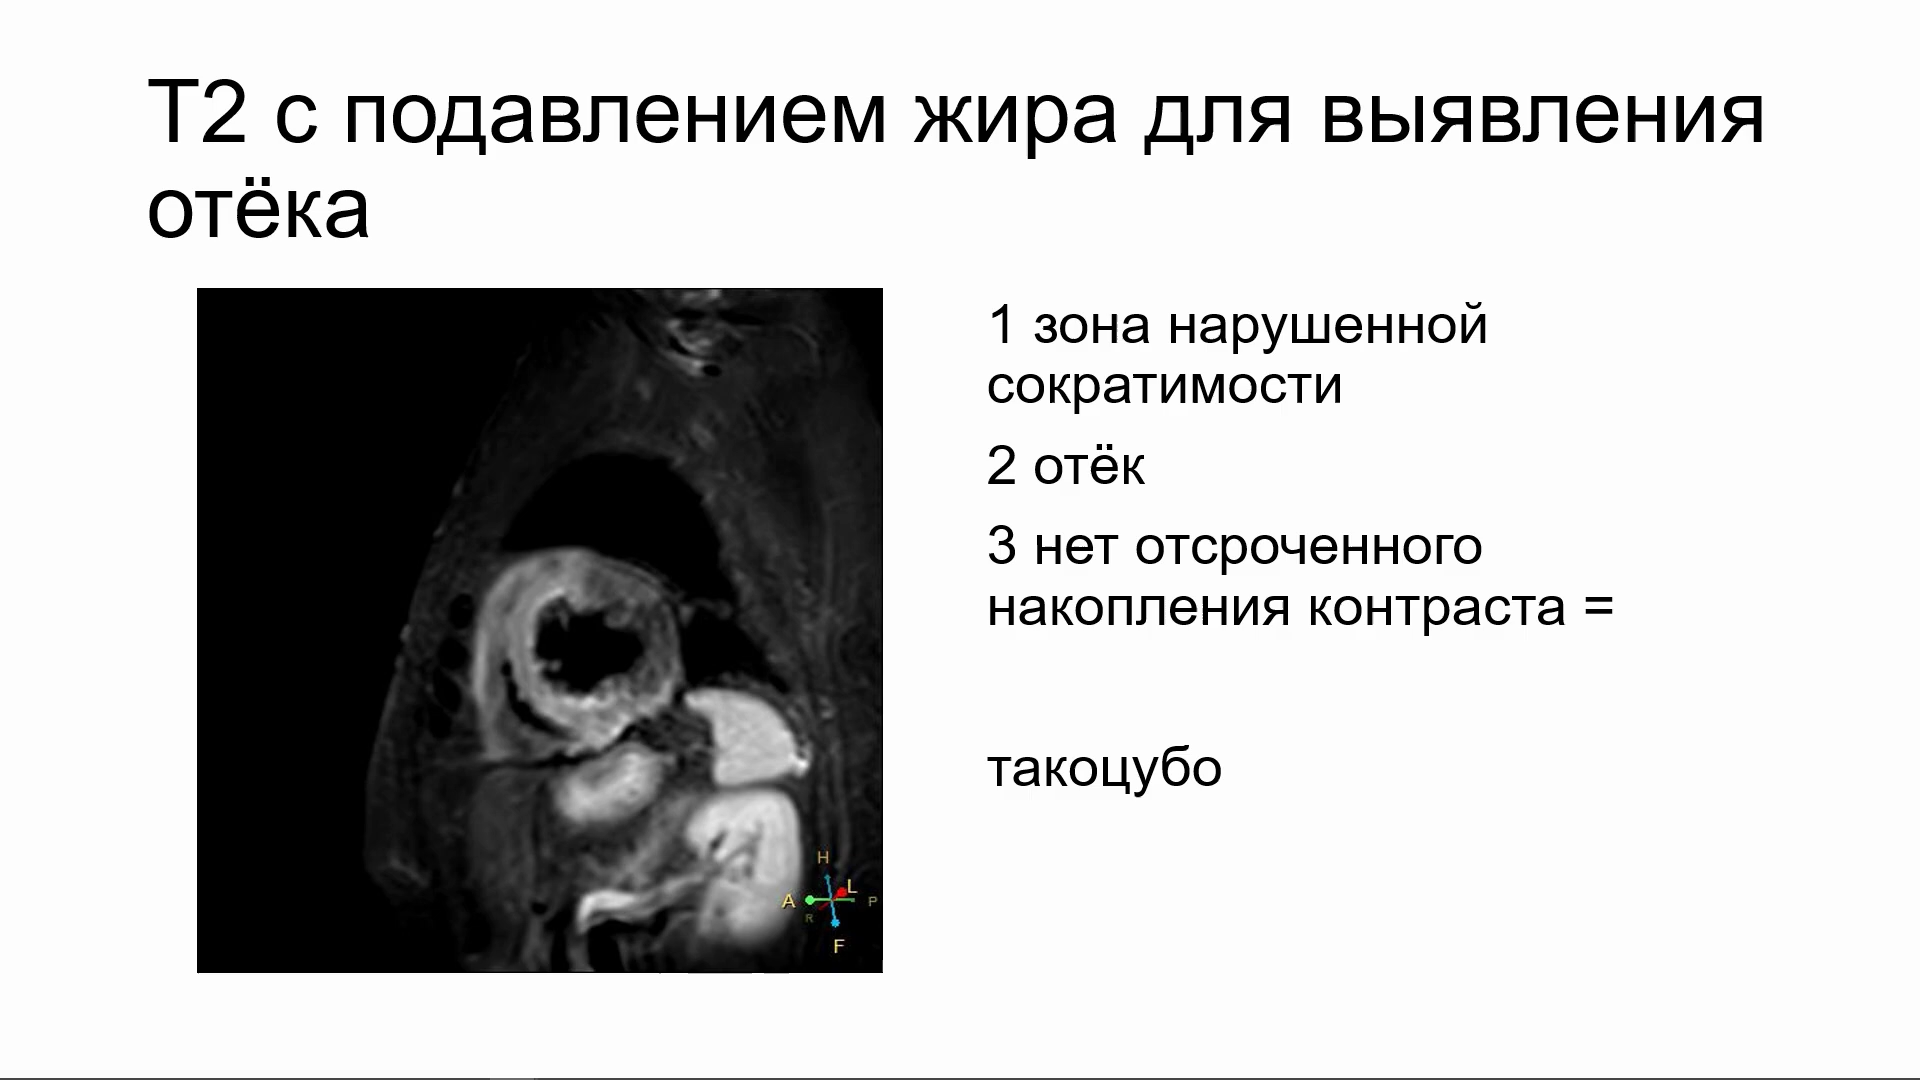 Т2 с подавлением жира для выявления
отёка
1 зона нарушенной
сократимости
2 отёк
3 нет отсроченного
накопления контраста =
такоцубо
H
L
A
P
R
F